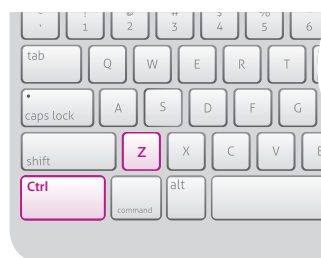 ! @ # $ %
1 2 3 4 5 6
tab Q W E R T
caps lock A S D F G
shift Z X C V
Ctrl command alt